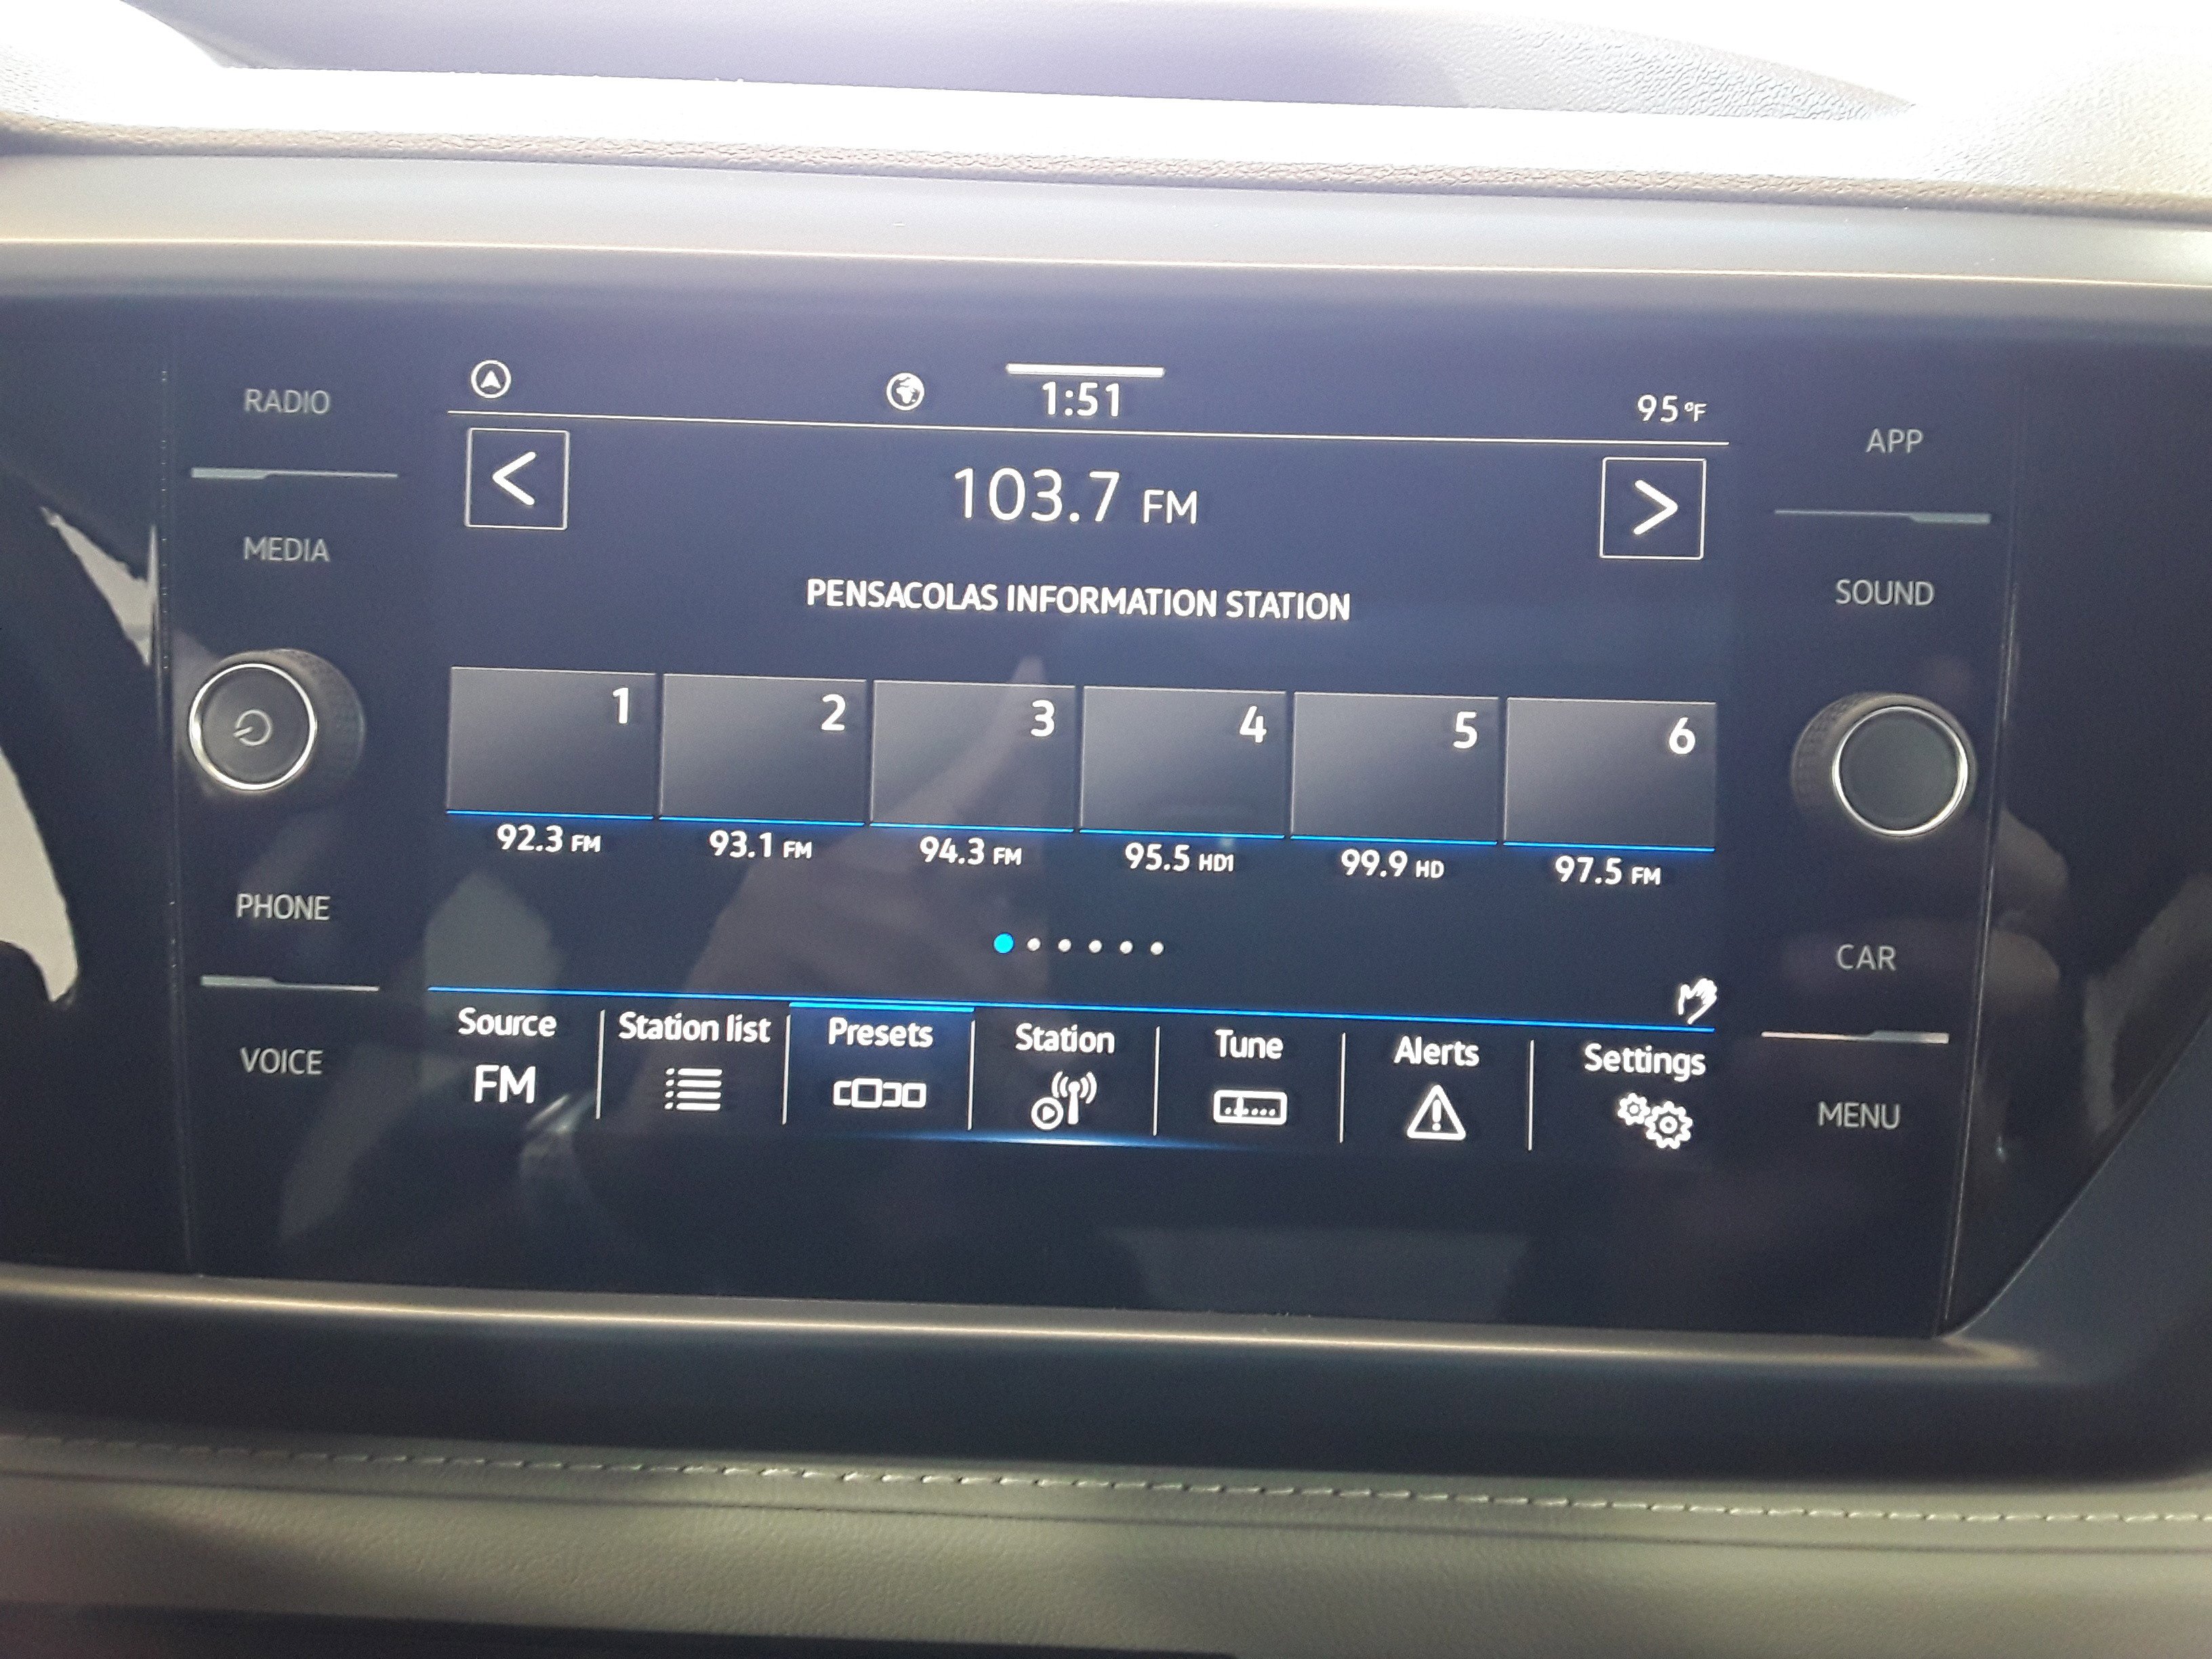 RADIO
MEDIA
PHONE
VOICE
1:51
95 °F
<
103.7 FM
>
PENSACOLAS INFORMATION STATION
1 2 3 4 5 6
92.3 FM 93.1 FM 94.3 FM 95.5 HD1 99.9 HD 97.5 FM
Source Station list Presets Station Tune Alerts Settings
FM
APP
SOUND
CAR
MENU